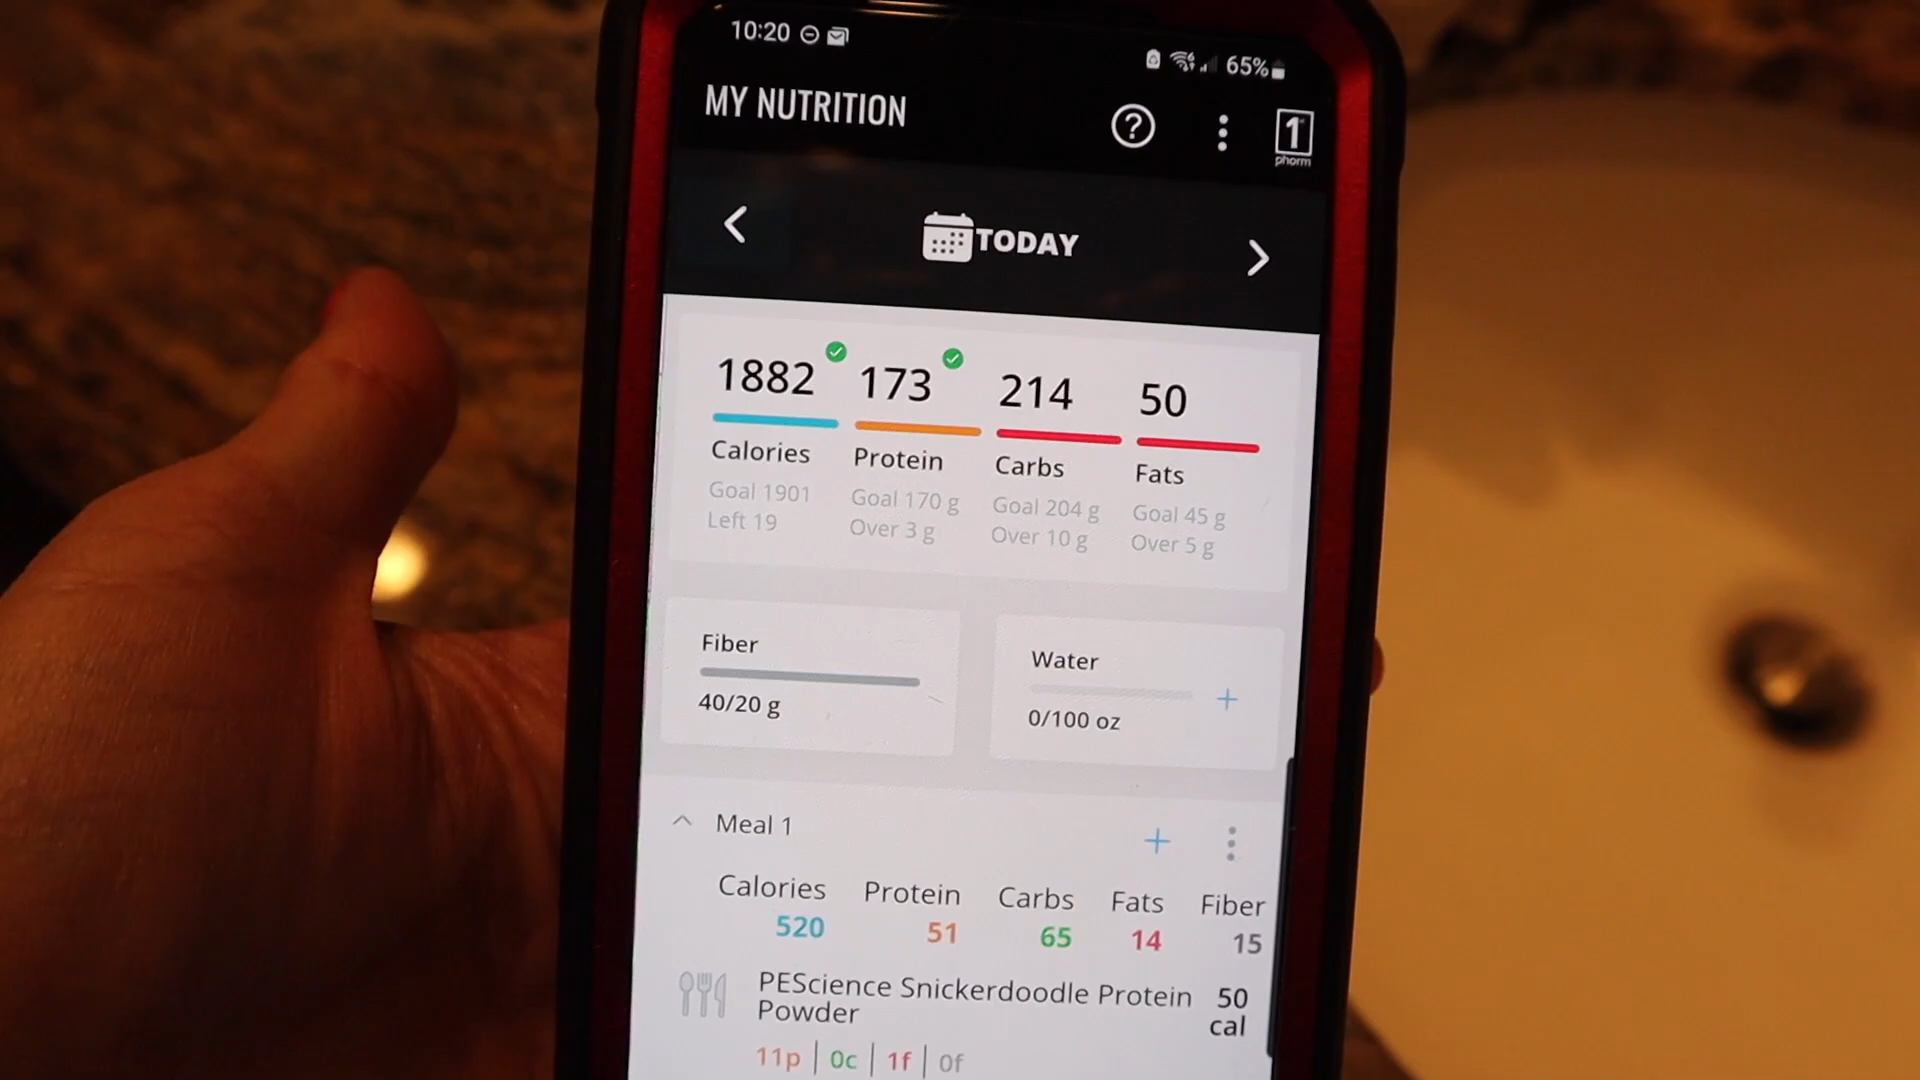 10:20
65%
MY NUTRITION
?
1st
phorm
TODAY
1882 173 214 50
Calories Protein Carbs Fats
Goal 1901 Goal 170 g Goal 204 g Goal 45 g
Left 19 Over 3 g Over 10 g Over 5 g
Fiber
40/20 g
Water
+
0/100 oz
Meal 1 +
Calories Protein Carbs Fats Fiber
520 51 65 14 15
PEScience Snickerdoodle Protein 50
Powder cal
11p | 0c | 1f | 0f